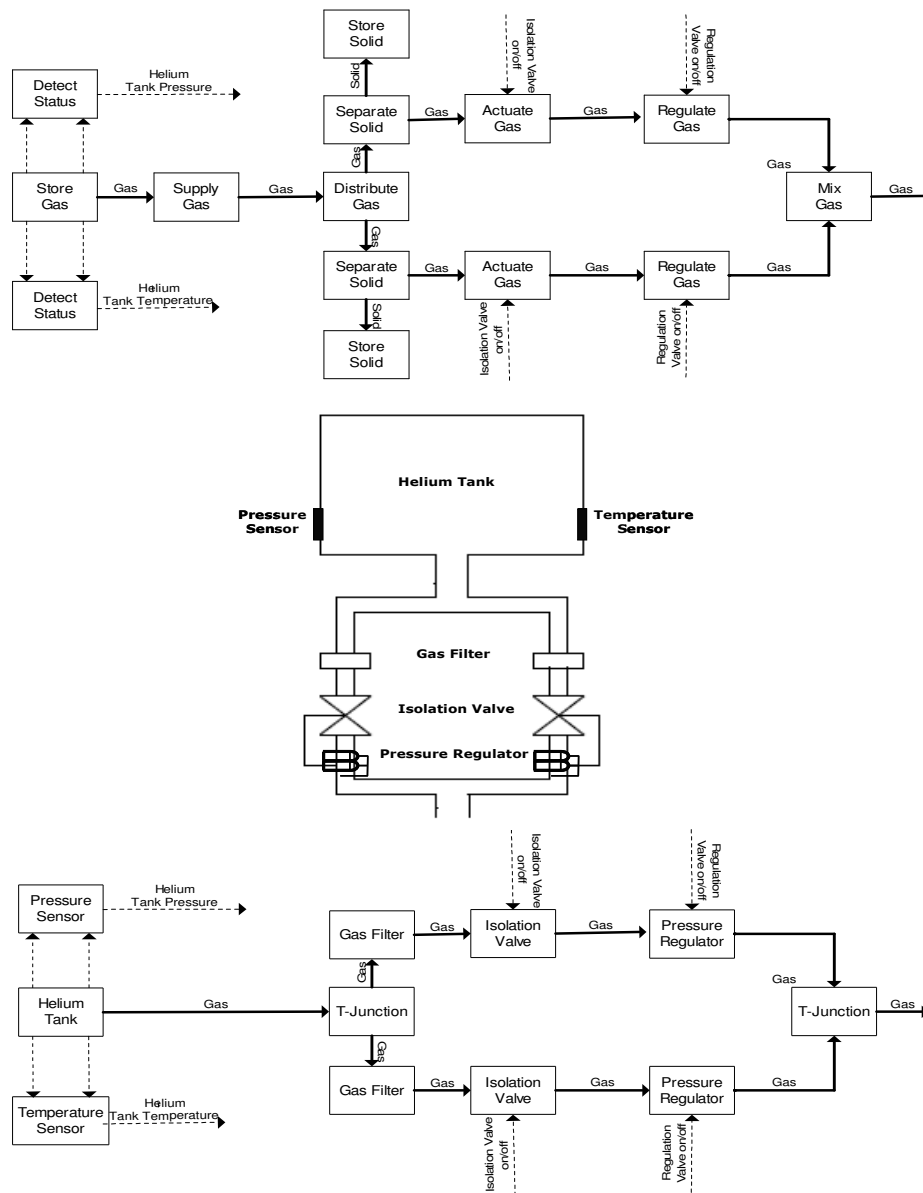 Store
Solid
Isolation Valve
on/off
Regulation
Valve on/off
Detect
Status
Helium
Tank Pressure
Solid
Separate
Solid
Gas
Actuate
Gas
Gas
Regulate
Gas
Gas
Gas
Store
Gas
Gas
Supply
Gas
Gas
Distribute
Gas
Mix
Gas
Gas
Gas
Separate
Solid
Gas
Actuate
Gas
Gas
Regulate
Gas
Gas
Detect
Status
Helium
Tank Temperature
Solid
Store
Solid
Isolation Valve
on/off
Regulation
Valve on/off
Helium Tank
Pressure
Sensor
Temperature
Sensor
Gas Filter
Isolation Valve
Pressure Regulator
Isolation Valve
on/off
Regulation
Valve on/off
Pressure
Sensor
Helium
Tank Pressure
Gas Filter
Gas
Isolation
Valve
Gas
Pressure
Regulator
Gas
Gas
Helium
Tank
Gas
T-Junction
T-Junction
Gas
Gas
Gas Filter
Gas
Isolation
Valve
Gas
Pressure
Regulator
Gas
Temperature
Sensor
Helium
Tank Temperature
Isolation Valve
on/off
Regulation
Valve on/off